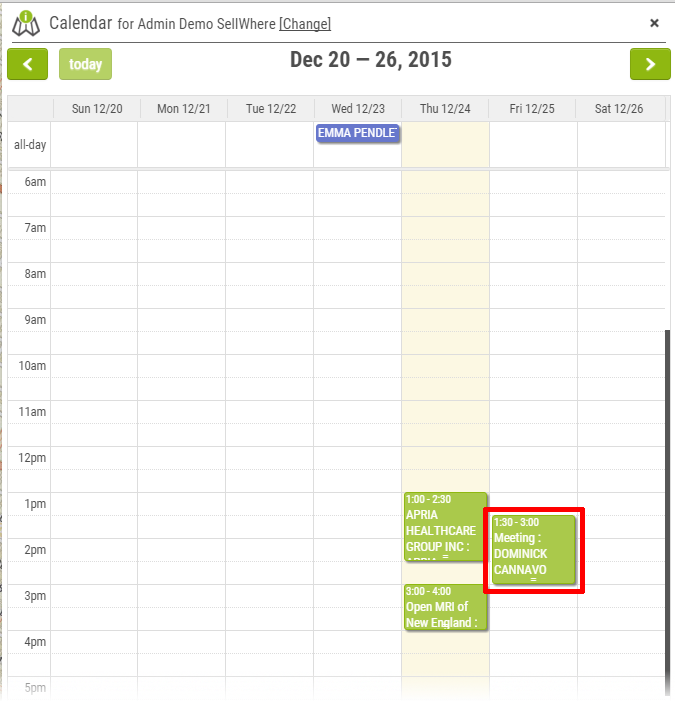 Calendar for Admin Demo SellWhere [Change]
today
Dec 20 — 26, 2015
Sun 12/20 Mon 12/21 Tue 12/22 Wed 12/23 Thu 12/24 Fri 12/25 Sat 12/26
all-day
EMMA PENDLE
6am
7am
8am
9am
10am
11am
12pm
1pm
1:00 - 2:30
APRIA
HEALTHCARE
GROUP INC :
1:30 - 3:00
Meeting :
DOMINICK
CANNAVO
2pm
3pm
3:00 - 4:00
Open MRI of
New England :
4pm
5pm